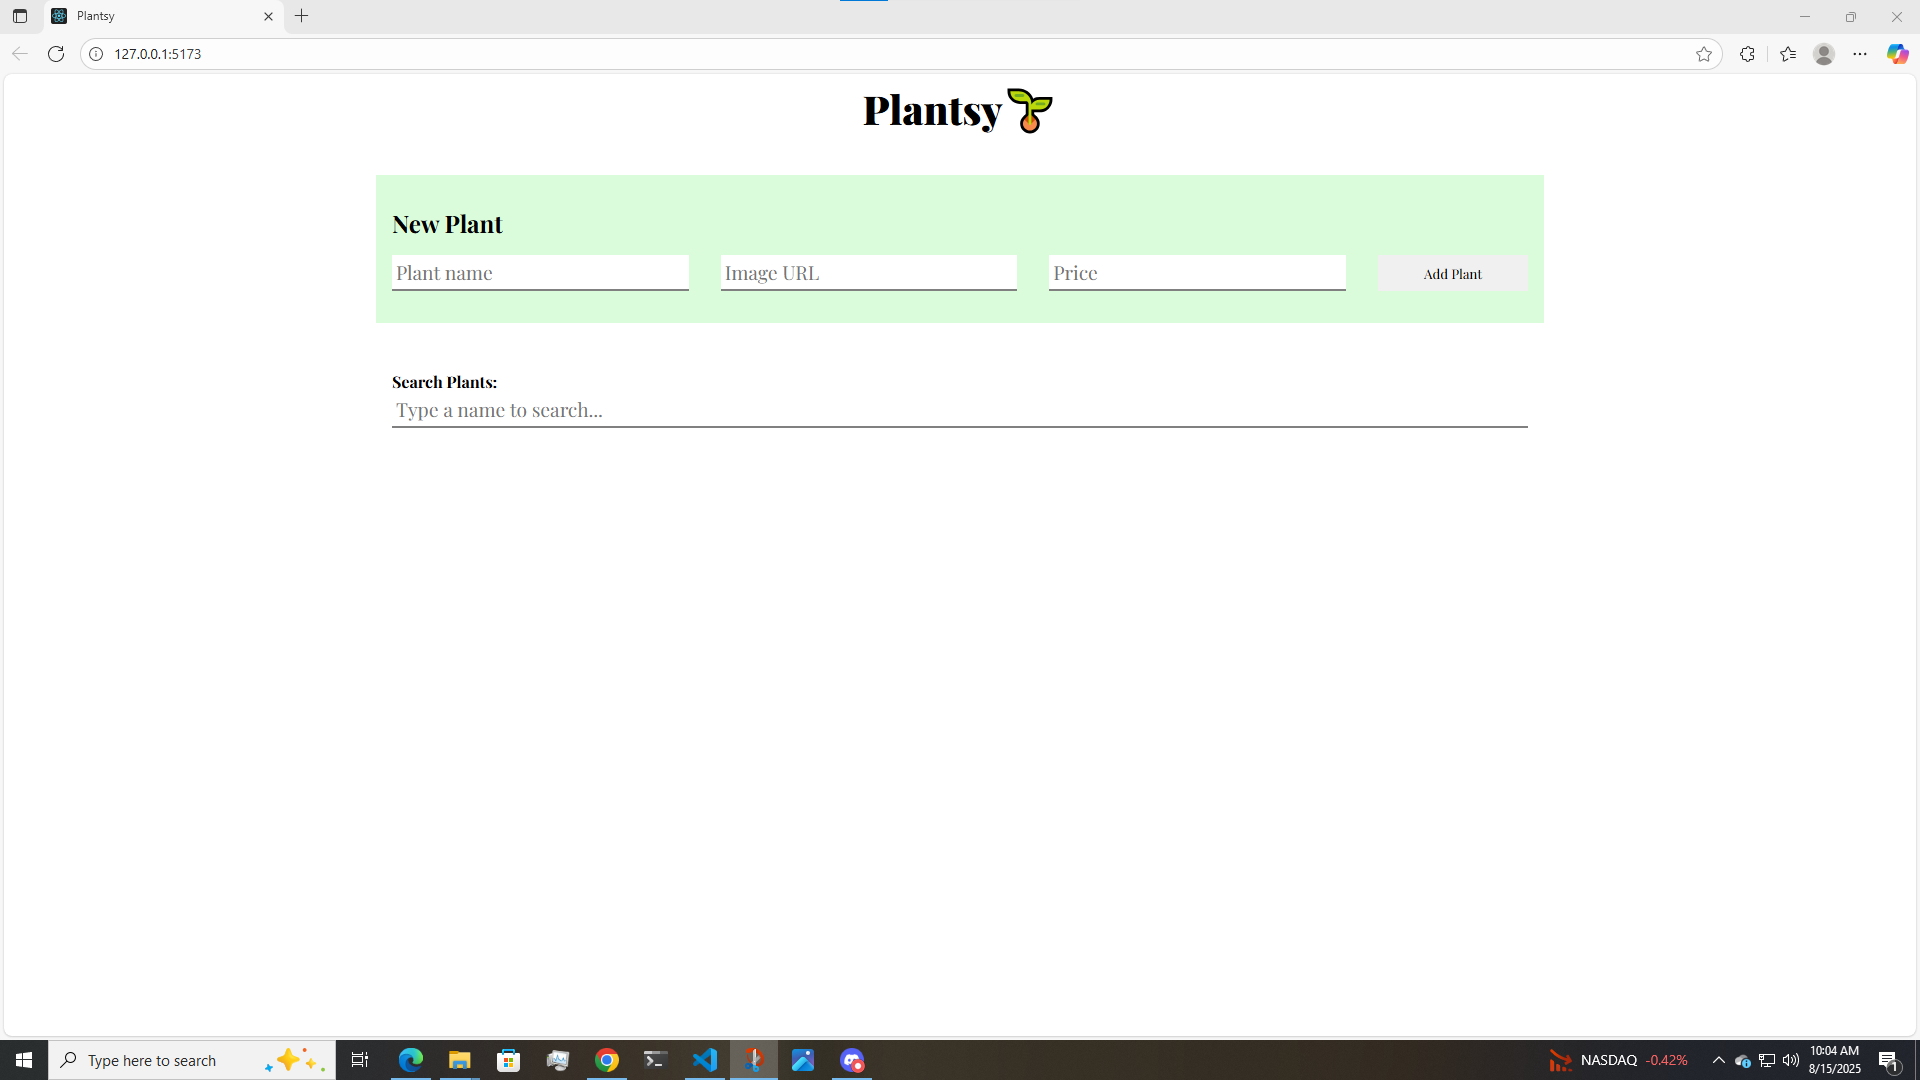 Plantsy
127.0.0.1:5173
Plantsy
New Plant
Plant name
Image URL
Price
Add Plant
Search Plants:
Type a name to search...
Type here to search
NASDAQ -0.42%
10:04 AM
8/15/2025
1